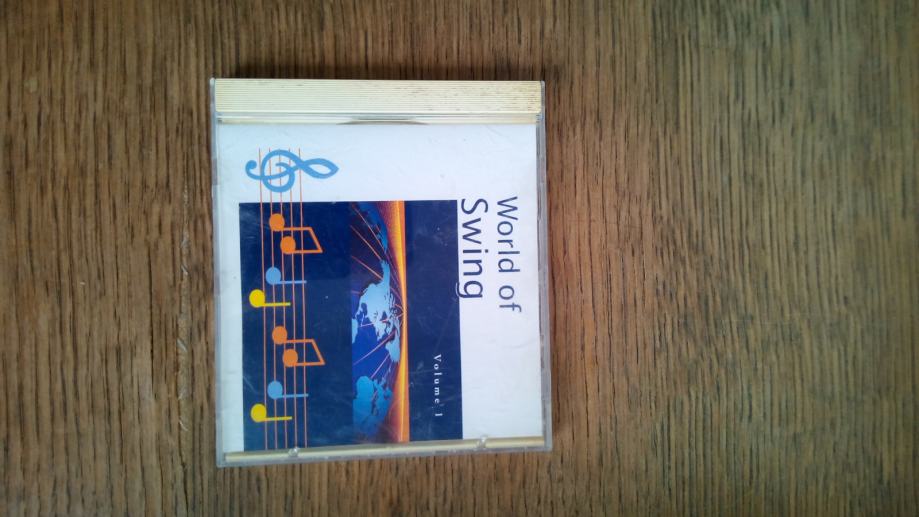 World of
Swing
Volume 1